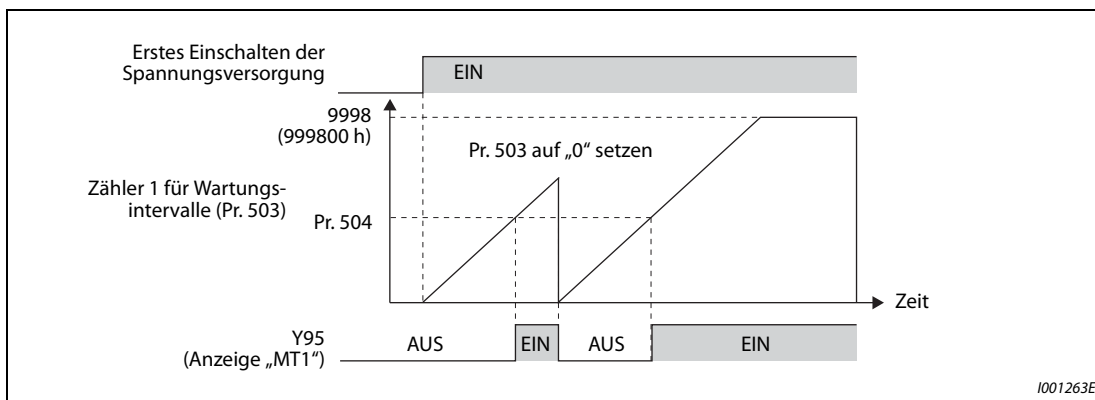 Erstes Einschalten der
Spannungsversorgung
EIN
9998
(999800 h)
Pr. 503 auf „0“ setzen
Zähler 1 für Wartungs-
intervalle (Pr. 503)
Pr. 504
Zeit
Y95
(Anzeige „MT1“)
AUS
EIN
AUS
EIN
I001263E